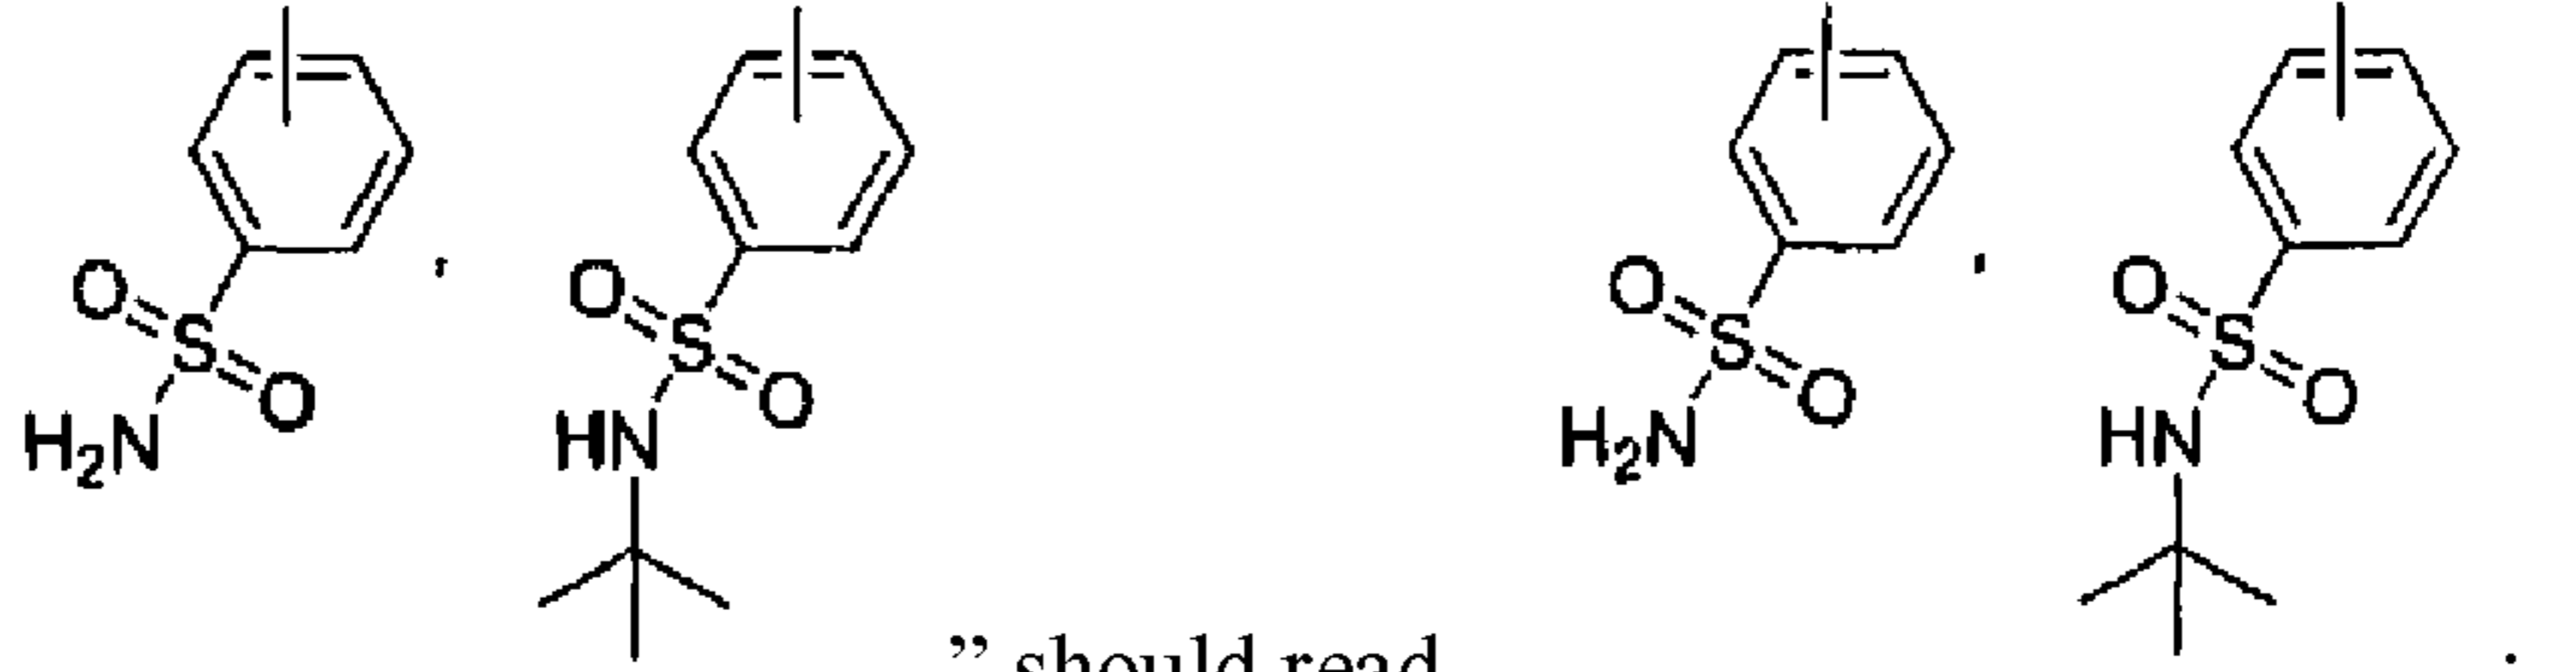 O S O H₂N , O S O HN O S O H₂N , O S O HN
” should read .